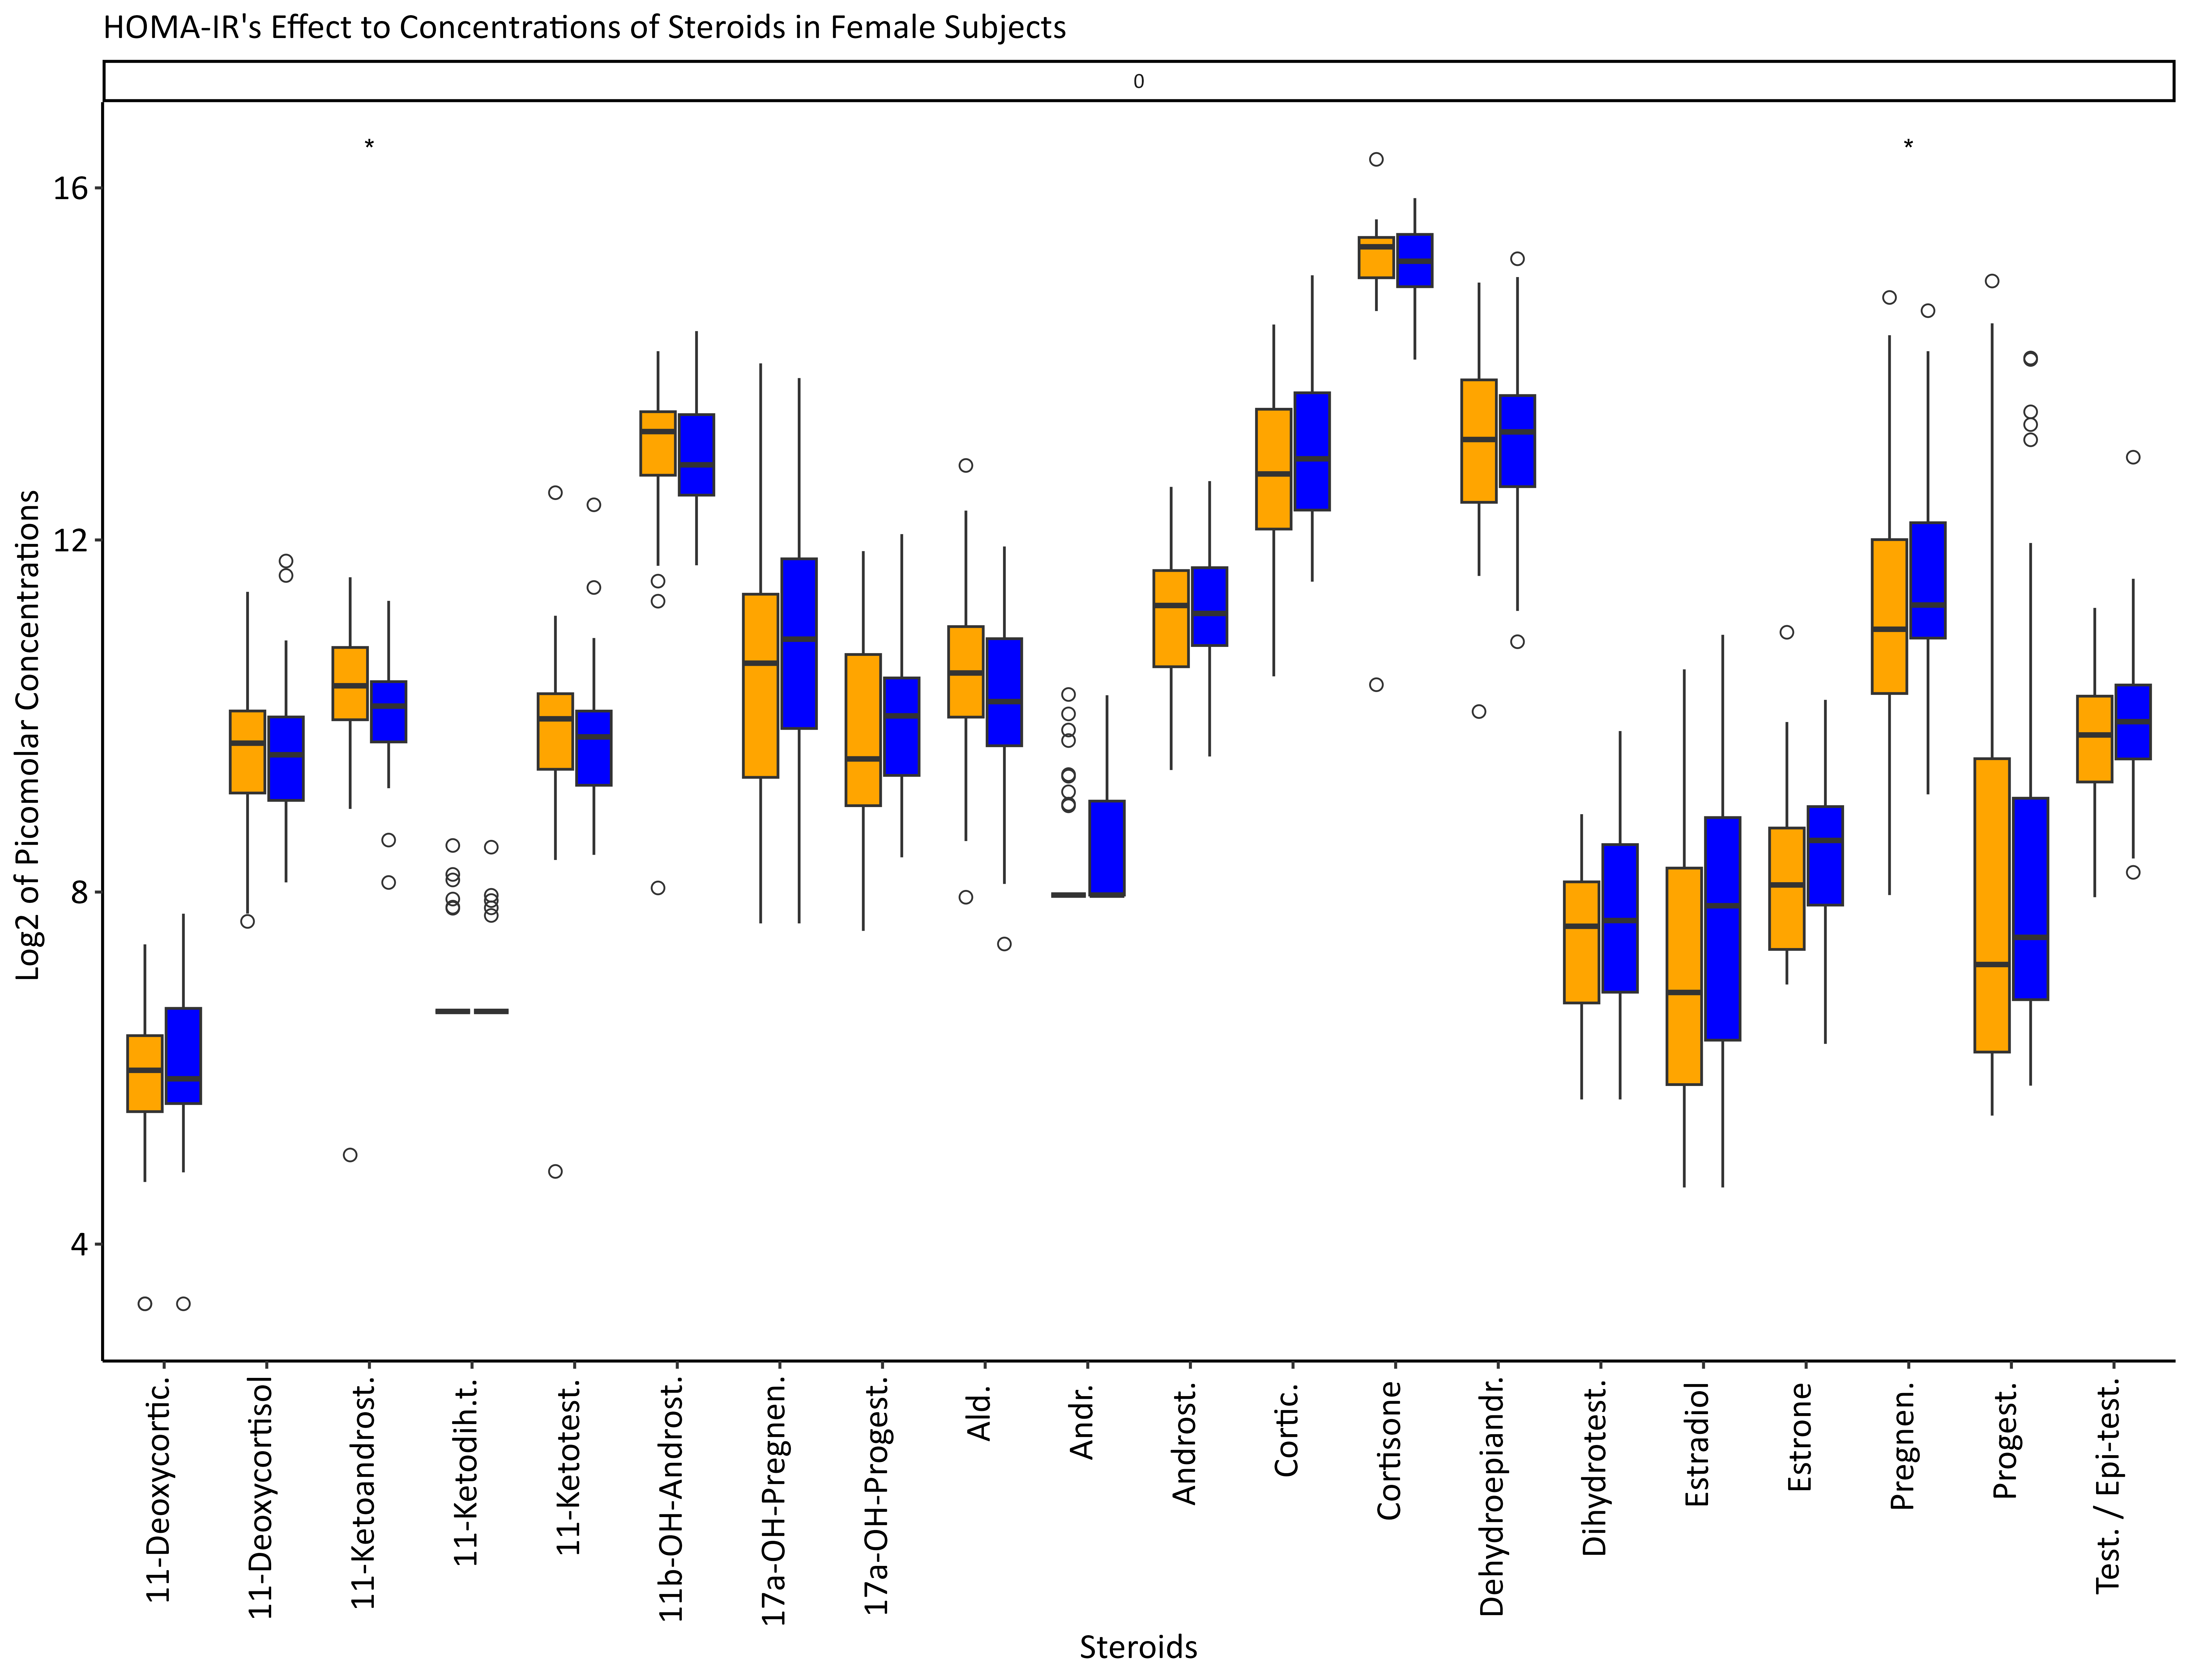 HOMA-IR's Effect to Concentrations of Steroids in Female Subjects
0
*
*
16
12
8
4
Log2 of Picomolar Concentrations
11-Deoxycortic.
11-Deoxycortisol
11-Ketoandrost.
11-Ketodih.t.
11-Ketotest.
11b-OH-Androst.
17a-OH-Pregnen.
17a-OH-Progest.
Ald.
Andr.
Androst.
Cortic.
Cortisone
Dehydroepiandr.
Dihydrotest.
Estradiol
Estrone
Pregnen.
Progest.
Test. / Epi-test.
Steroids